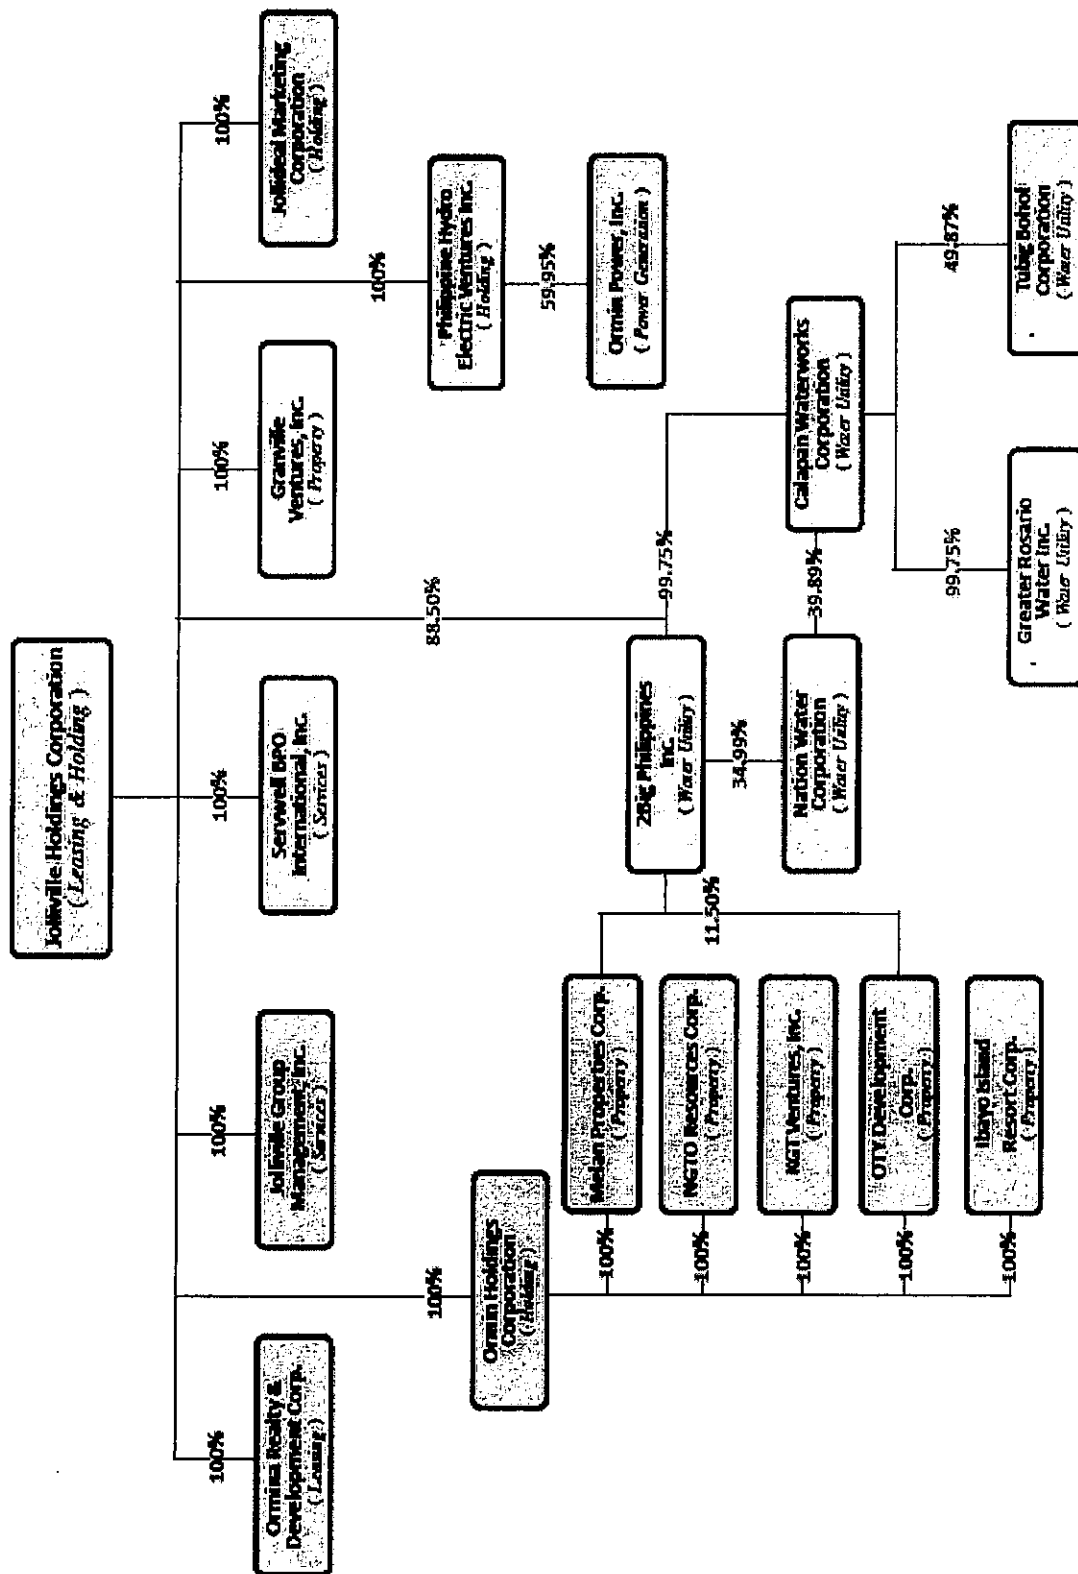 Jolliville Holdings Corporation
( Leasing & Holding )
100%
Ormina Realty &
Development Corp.
( Leasing )
100%
Jolliville Group
Management, Inc.
( Services )
100%
Servwell BPO
International, Inc.
( Services )
100%
Granville
Ventures, Inc.
( Property )
100%
Jollideal Marketing
Corporation
( Holding )
100%
Ormin Holdings
Corporation
( Holding )
88.50%
100%
Philippine Hydro
Electric Ventures Inc.
( Holding )
59.95%
Ormin Power, Inc.
( Power Generation )
100%
Melan Properties Corp.
( Property )
100%
NGTO Resources Corp.
( Property )
100%
KGT Ventures, Inc.
( Property )
100%
OTY Development
Corp.
( Property )
100%
Ibayo Island
Resort Corp.
( Property )
11.50%
2Big Philippines
Inc.
( Water Utility )
99.75%
34.99%
Nation Water
Corporation
( Water Utility )
39.89%
Calapan Waterworks
Corporation
( Water Utility )
99.75%
49.87%
Greater Rosario
Water Inc.
( Water Utility )
Tubig Bohol
Corporation
( Water Utility )